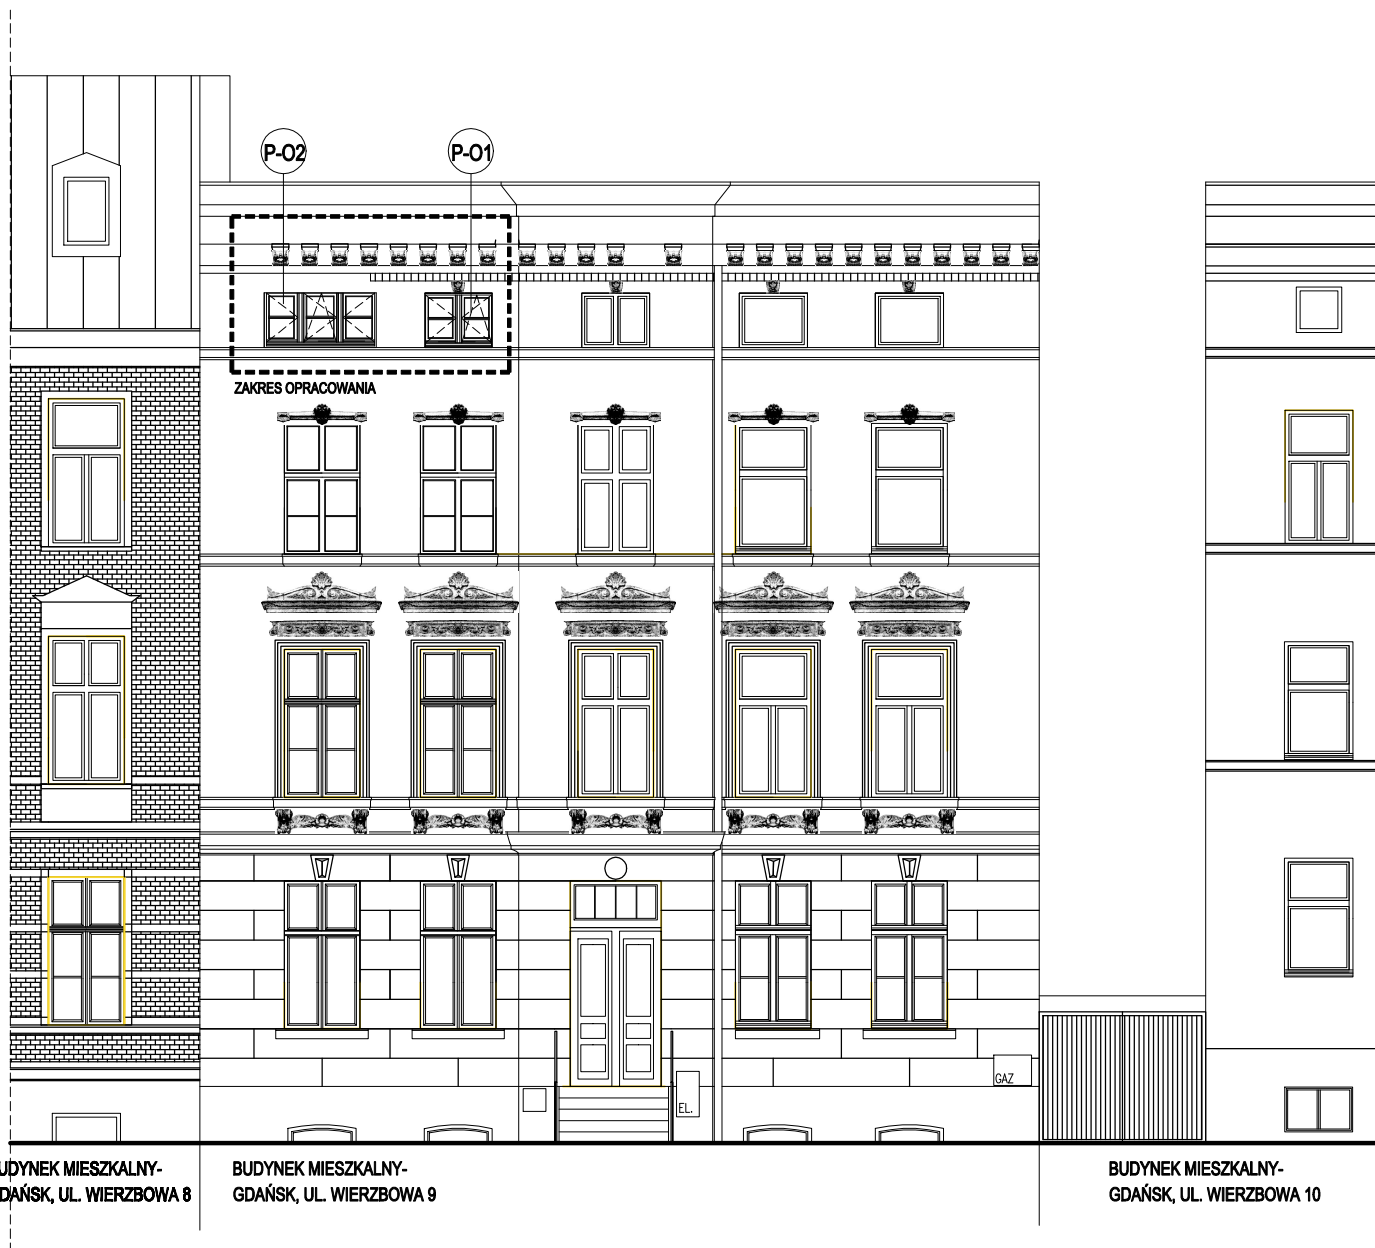 P-O2
P-O1
ZAKRES OPRACOWANIA
GAZ
EL.
UDYNEK MIESZKALNY-
DAŃSK, UL. WIERZBOWA 8
BUDYNEK MIESZKALNY-
GDAŃSK, UL. WIERZBOWA 9
BUDYNEK MIESZKALNY-
GDAŃSK, UL. WIERZBOWA 10